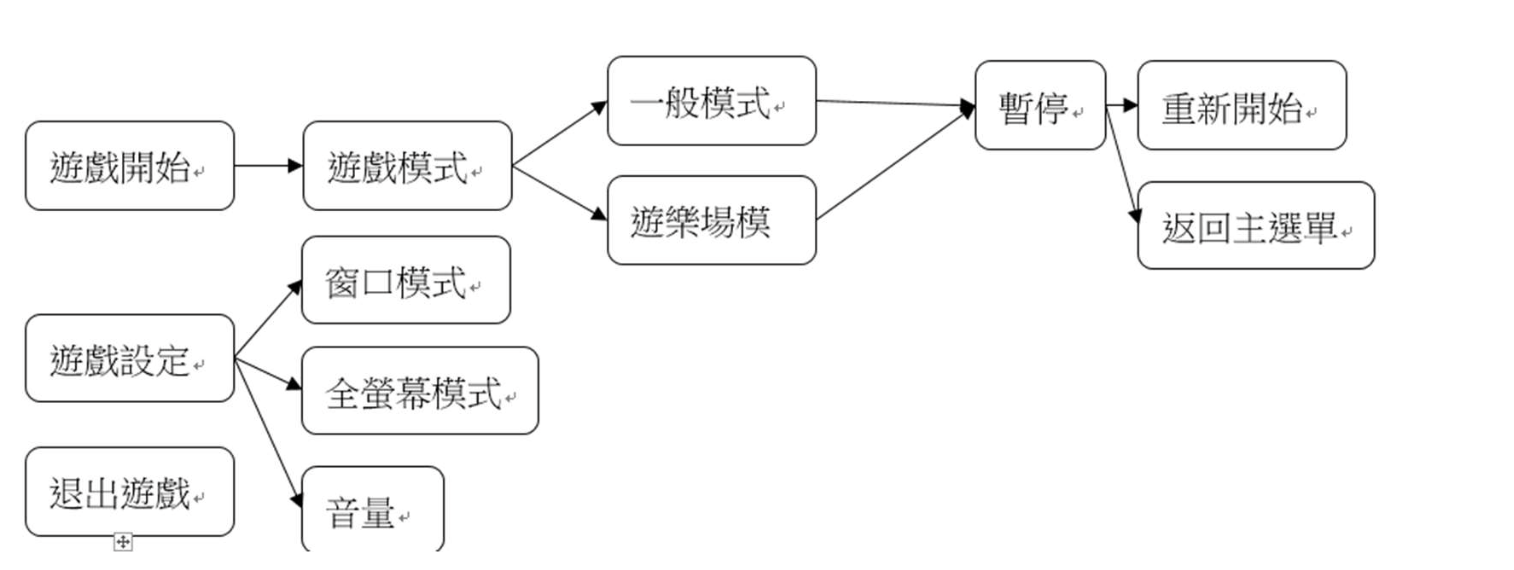 遊戲開始
遊戲模式
一般模式
遊樂場模
暫停
重新開始
返回主選單
遊戲設定
窗口模式
全螢幕模式
音量
退出遊戲